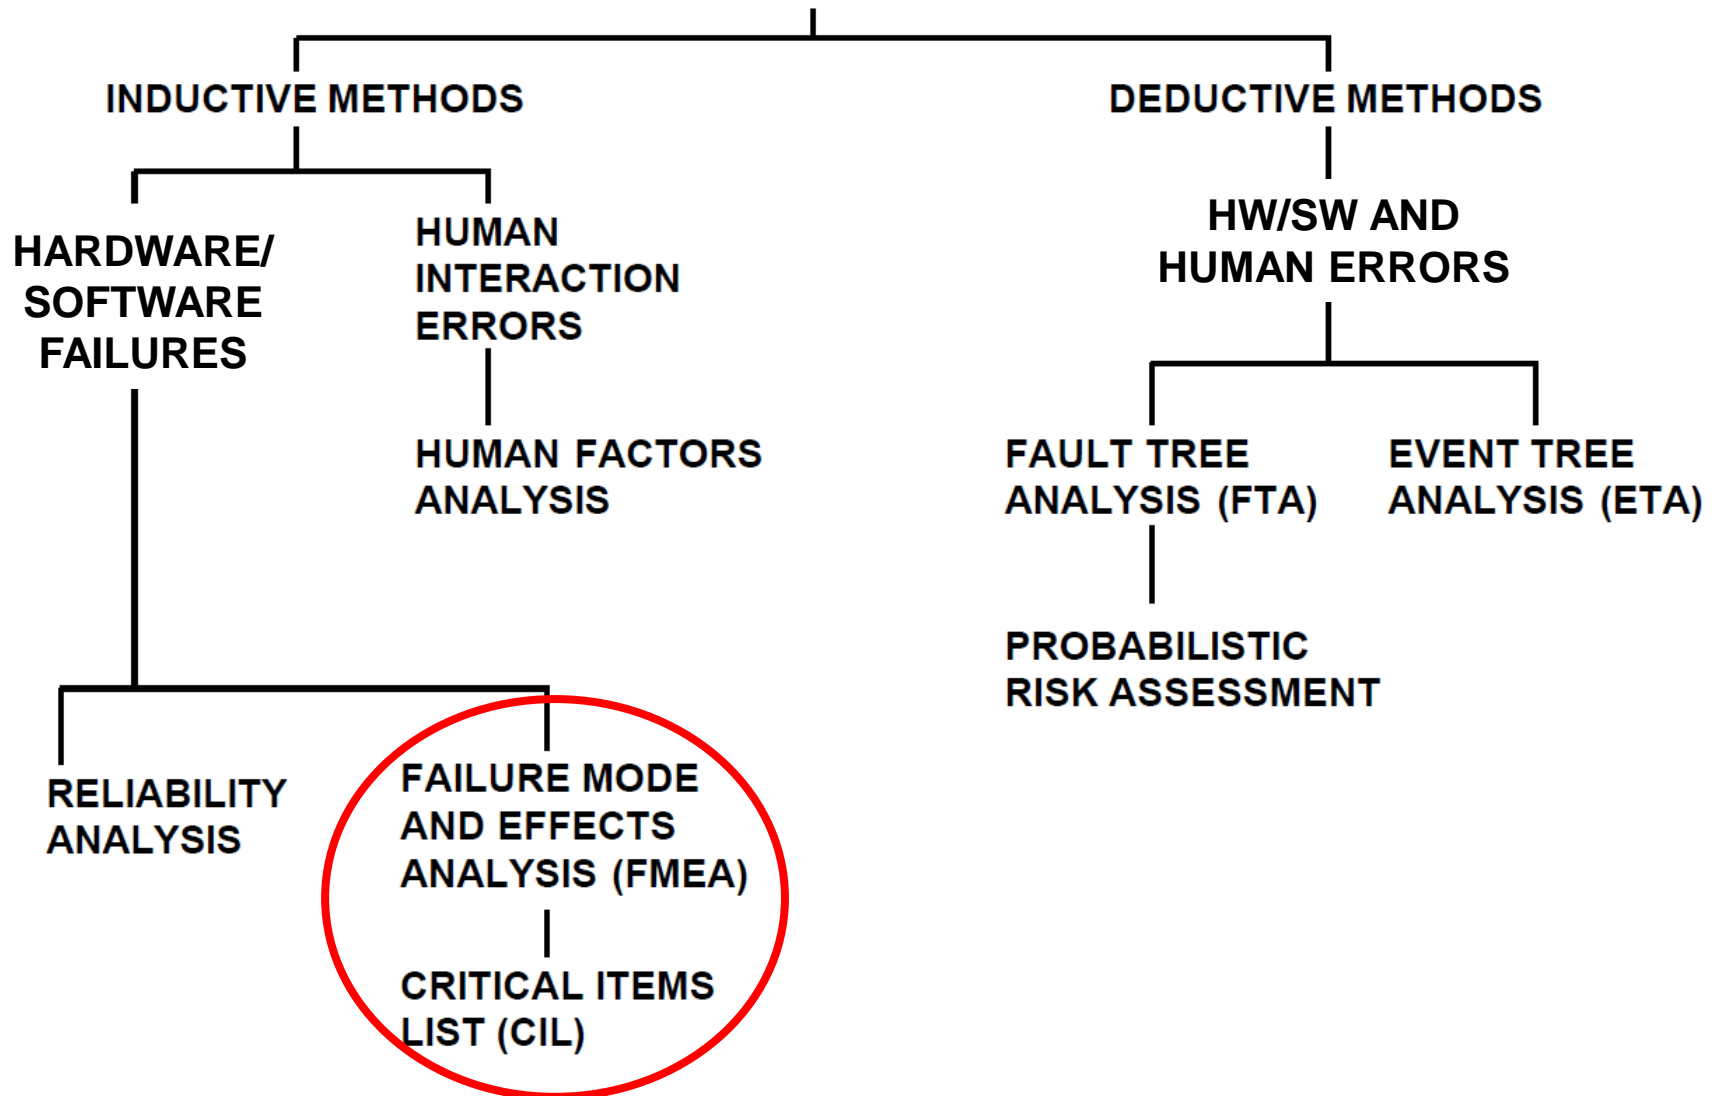 INDUCTIVE METHODS
DEDUCTIVE METHODS
HARDWARE/
SOFTWARE
FAILURES
HUMAN
INTERACTION
ERRORS
HW/SW AND
HUMAN ERRORS
HUMAN FACTORS
ANALYSIS
FAULT TREE
ANALYSIS (FTA)
EVENT TREE
ANALYSIS (ETA)
PROBABILISTIC
RISK ASSESSMENT
RELIABILITY
ANALYSIS
FAILURE MODE
AND EFFECTS
ANALYSIS (FMEA)
CRITICAL ITEMS
LIST (CIL)